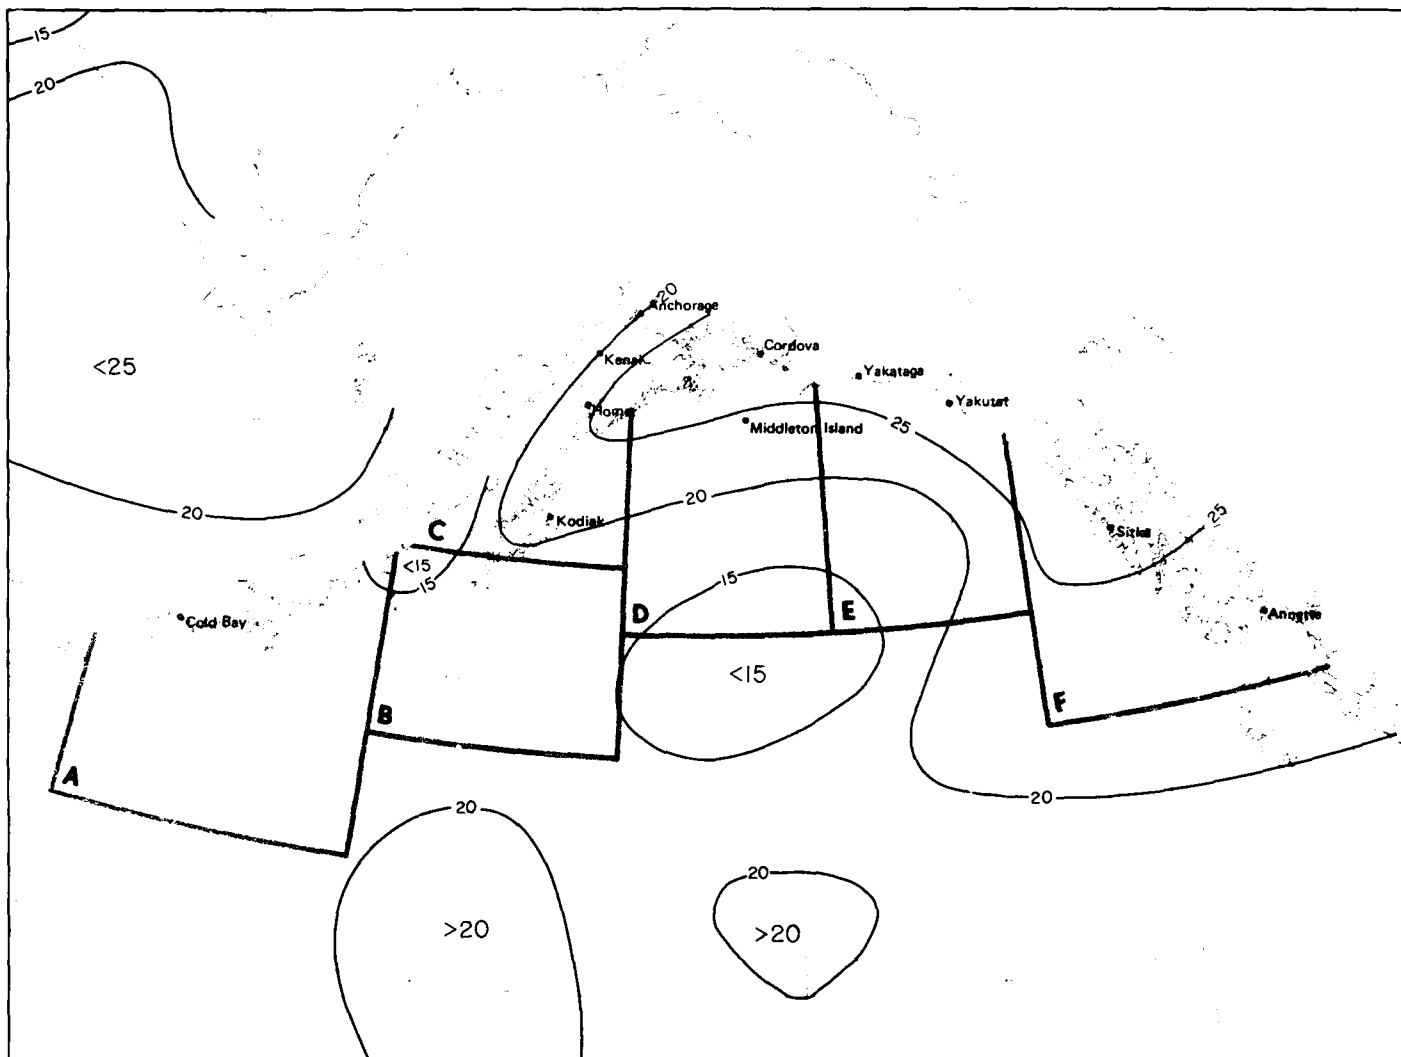 15
20
20
Anchorage
Cordova
Kenai
<25
Yakataga
Yakutat
Homer
Middleton Island
25
20
20
Kodiak
25
Sitka
C
<15
15
15
Cold Bay
D
E
Annette
<15
B
F
A
20
20
20
>20
>20